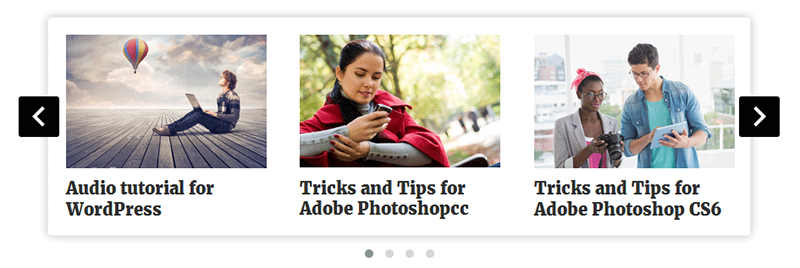 Audio tutorial for
WordPress
Tricks and Tips for
Adobe Photoshopcc
Tricks and Tips for
Adobe Photoshop CS6